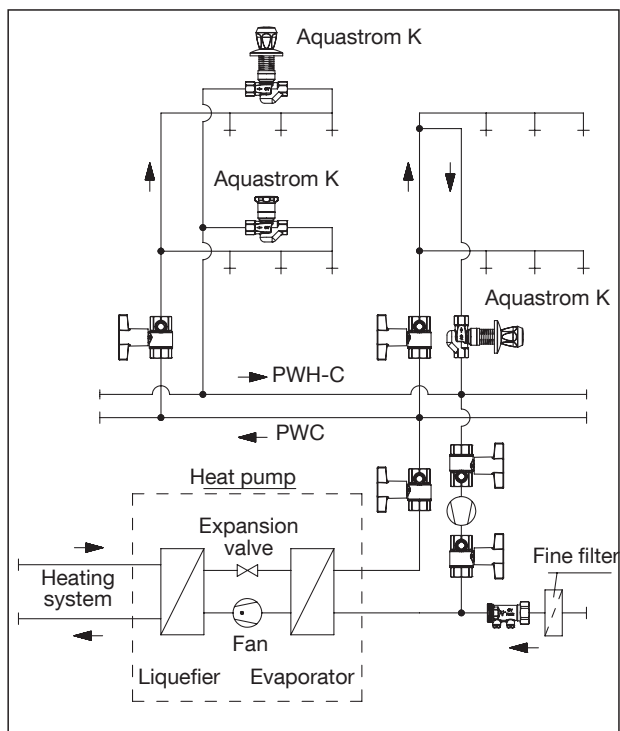 Aquastrom K
Aquastrom K
Aquastrom K
PWH-C
PWC
Heat pump
Expansion
valve
Fine filter
Heating
system
Fan
Liquefier
Evaporator